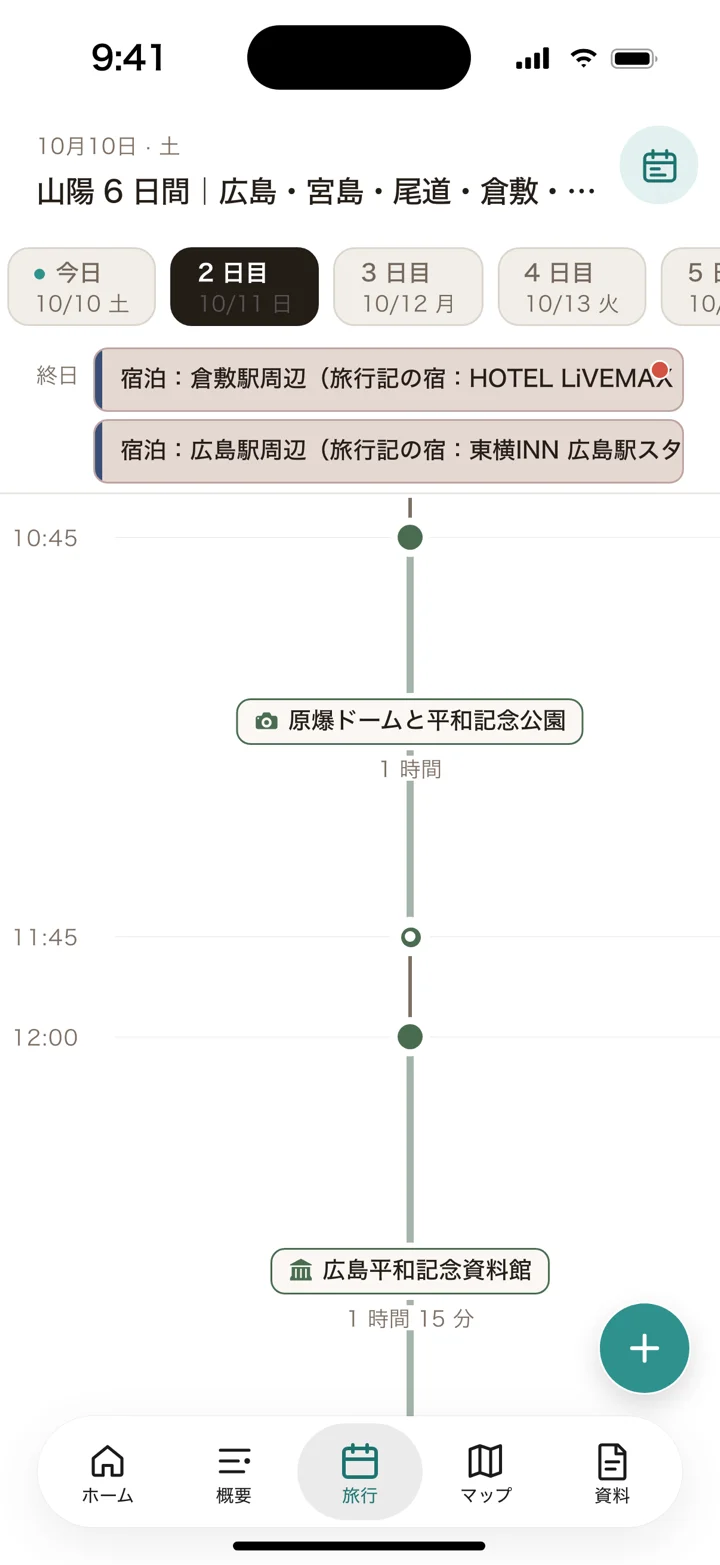 9:41
10月10日 · 土
山陽 6 日間｜広島・宮島・尾道・倉敷・…
今日
10/10 土
2 日目
10/11 日
3 日目
10/12 月
4 日目
10/13 火
5
10/
終日
宿泊：倉敷駅周辺（旅行記の宿：HOTEL LiVEMAX
宿泊：広島駅周辺（旅行記の宿：東横INN 広島駅スタ
10:45
原爆ドームと平和記念公園
1 時間
11:45
12:00
広島平和記念資料館
1 時間 15 分
ホーム
概要
旅行
マップ
資料